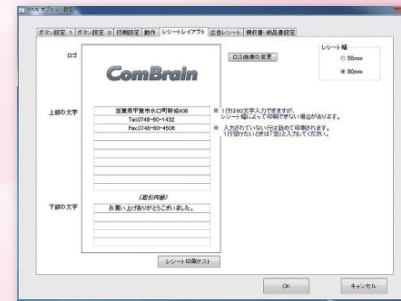 POS オプション設定
ボタン設定 1 ボタン設定 2 印刷設定 動作 レシートレイアウト 広告レシート 領収書・納品書設定
ロゴ
ComBrain
ロゴ画像の変更
レシート幅
58mm
80mm
上部の文字
滋賀県甲賀市水口町新城408
Tel:0748-60-1432
Fax:0748-60-4506
※ 1行は60文字入力できますが、
レシート幅によって印刷できない場合があります。
※ 入力されていない行は詰めて印刷されます。
1行空けたいときは「空」と入力してください。
(取引内容)
下部の文字
お買い上げありがとうございました。
レシート印刷テスト
OK
キャンセル